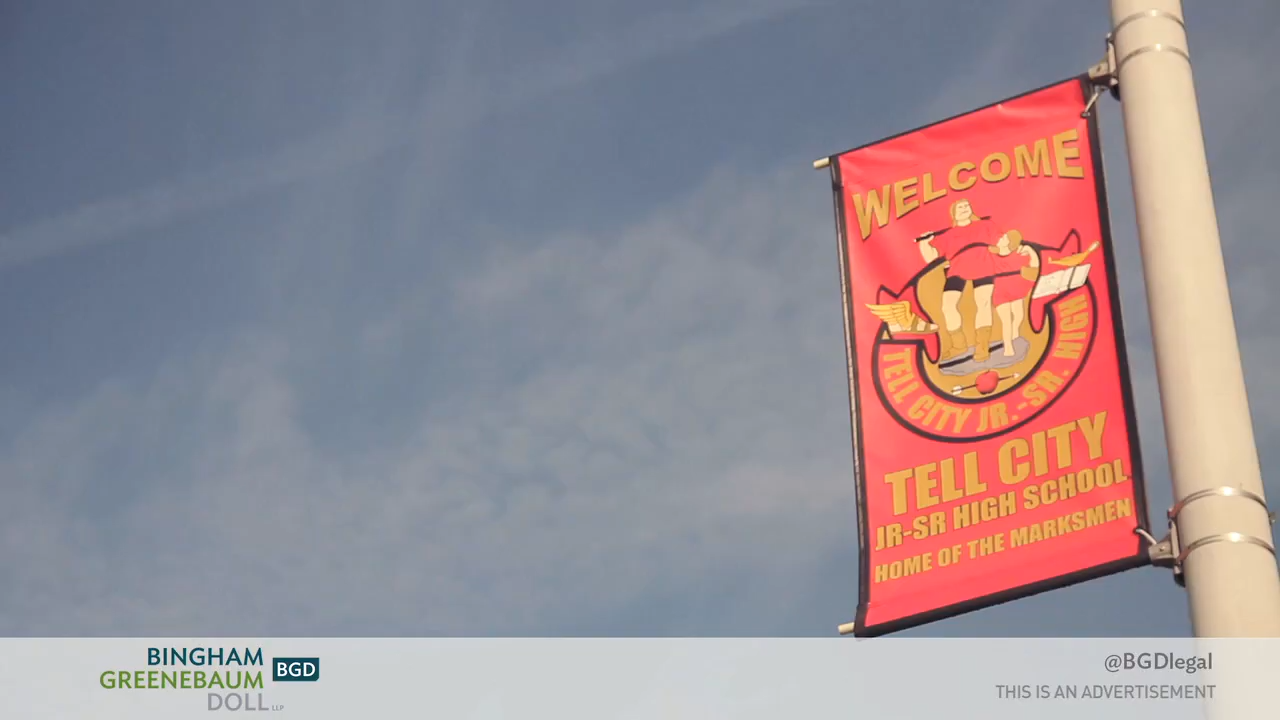 WELCOME
TELL CITY JR.-SR. HIGH
TELL CITY
JR-SR HIGH SCHOOL
HOME OF THE MARKSMEN
BINGHAM
GREENEBAUM
DOLL LLP
BGD
@BGDlegal
THIS IS AN ADVERTISEMENT